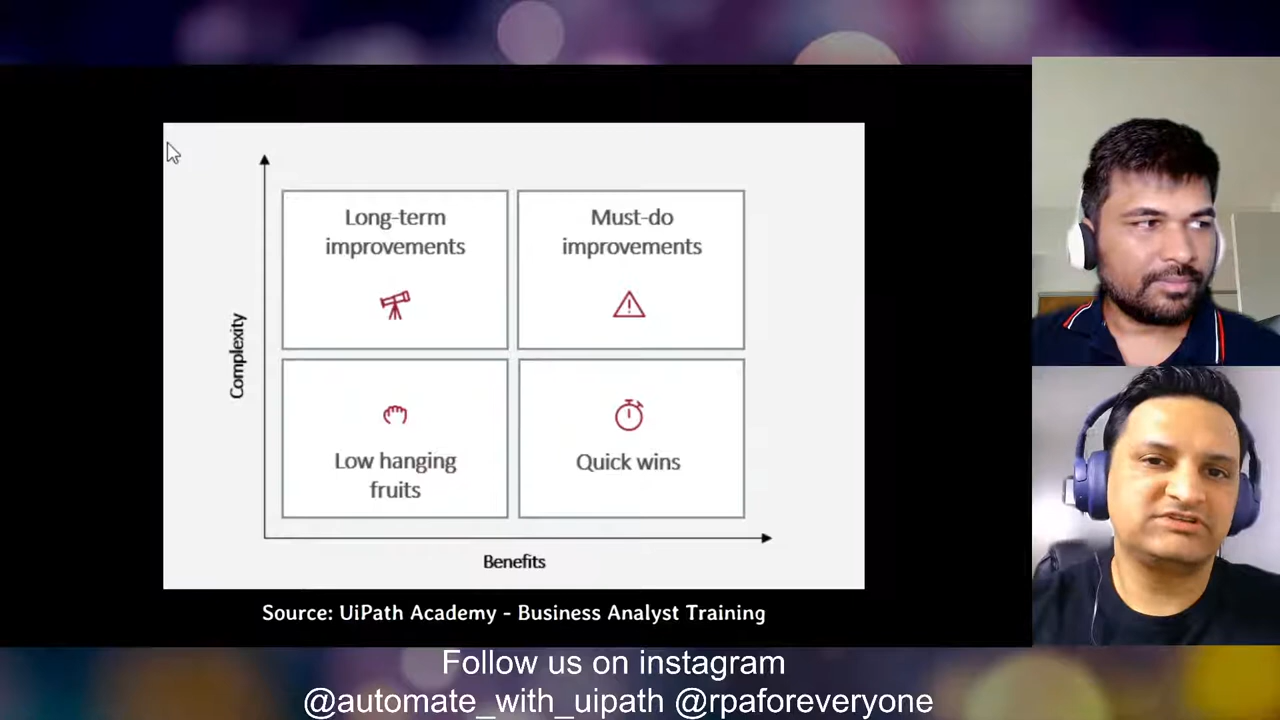 Long-term
improvements
Must-do
improvements
Complexity
Low hanging
fruits
Quick wins
Benefits
Source: UiPath Academy - Business Analyst Training
Follow us on instagram
@automate_with_uipath @rpaforeveryone